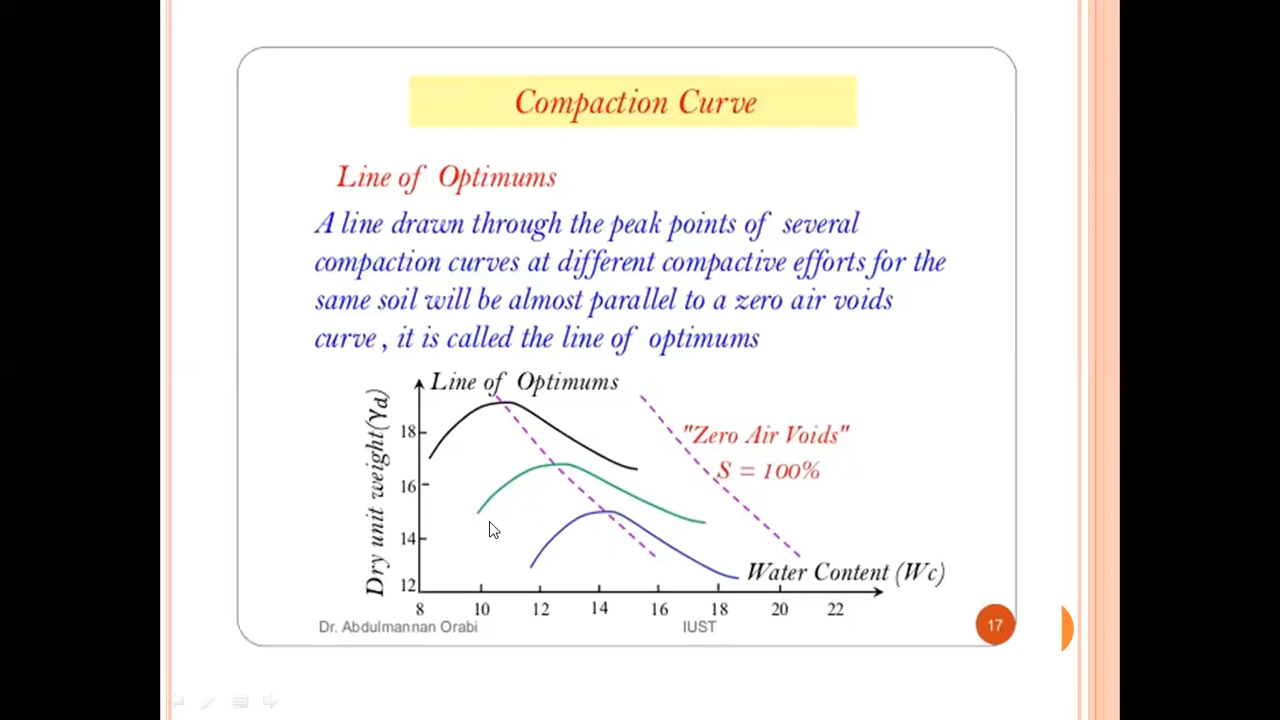 Compaction Curve
Line of Optimums
A line drawn through the peak points of several
compaction curves at different compactive efforts for the
same soil will be almost parallel to a zero air voids
curve , it is called the line of optimums
Line of Optimums
Dry unit weight(γd)
18
16
14
12
"Zero Air Voids"
S = 100%
Water Content (Wc)
8 10 12 14 16 18 20 22
Dr. Abdulmannan Orabi IUST 17